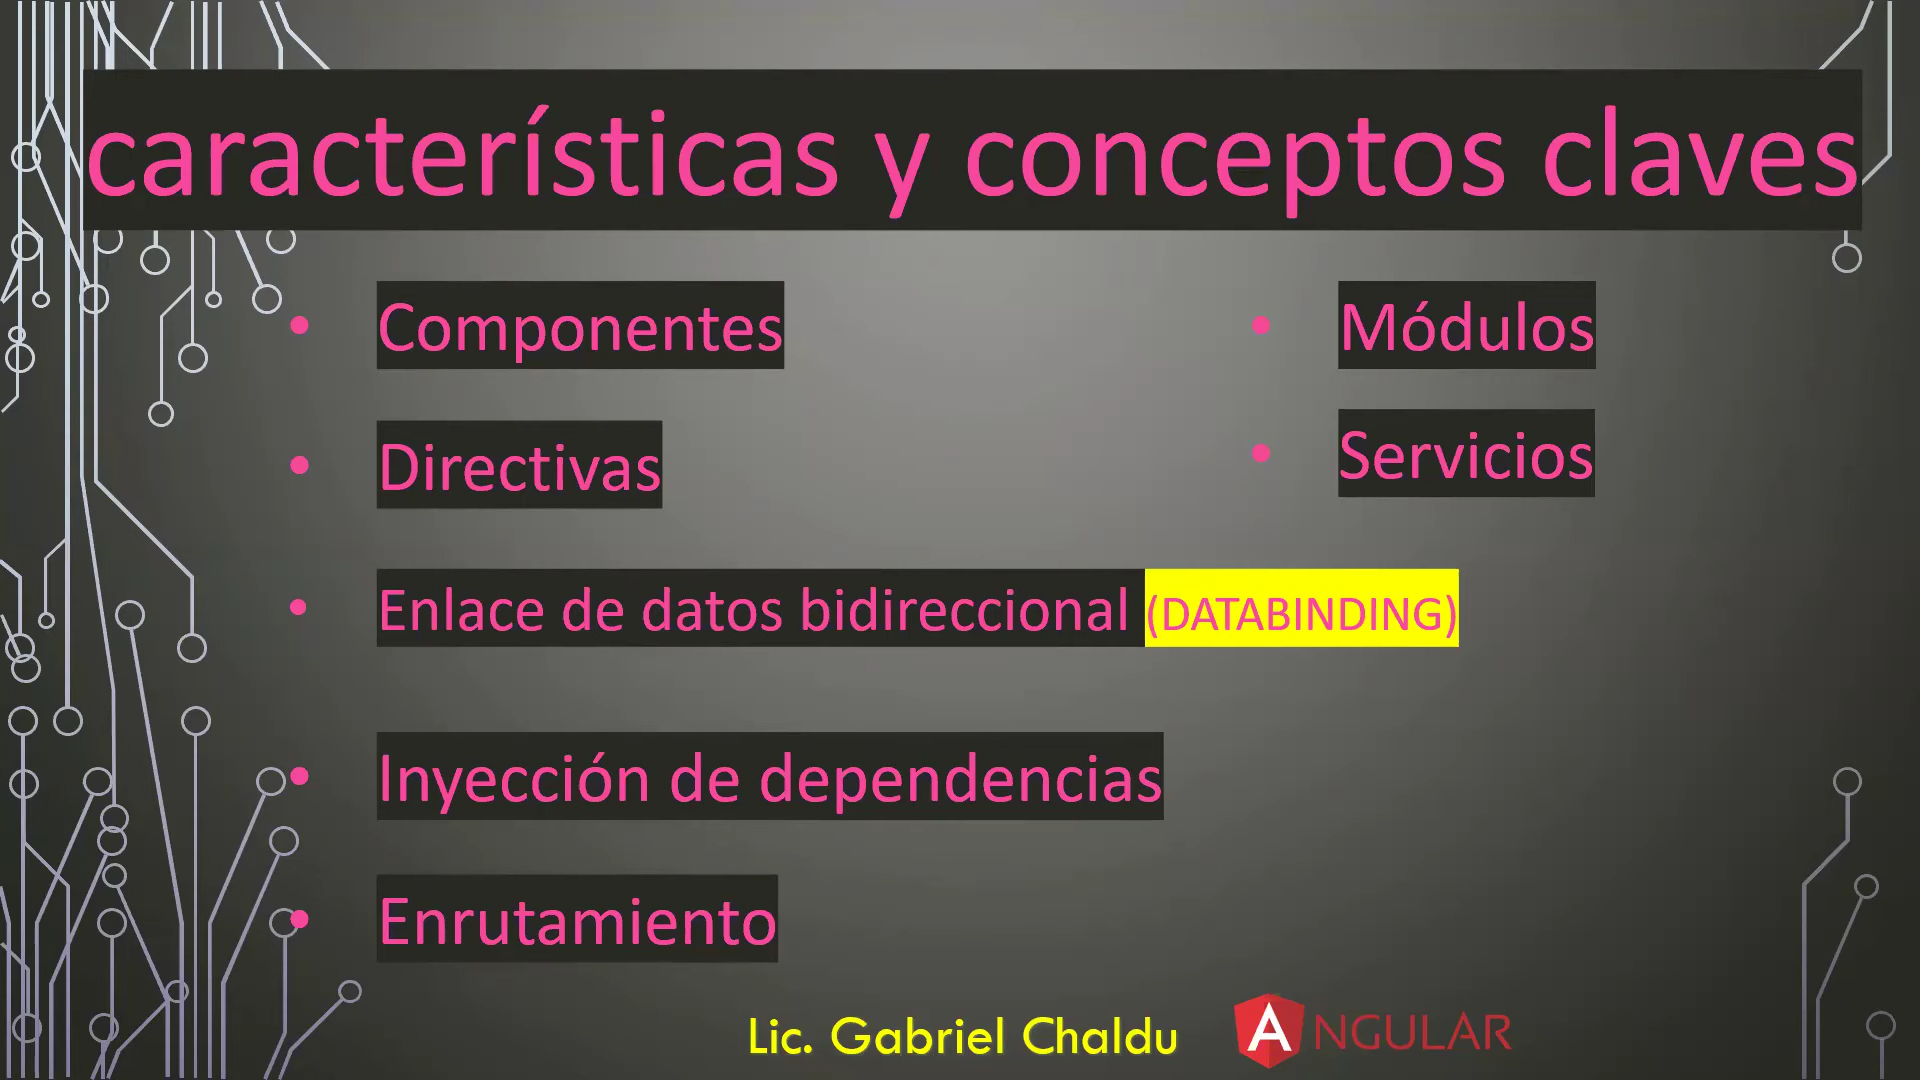 características y conceptos claves
• Componentes
• Directivas
• Enlace de datos bidireccional (DATABINDING)
• Inyección de dependencias
• Enrutamiento
• Módulos
• Servicios
Lic. Gabriel Chaldu
ANGULAR